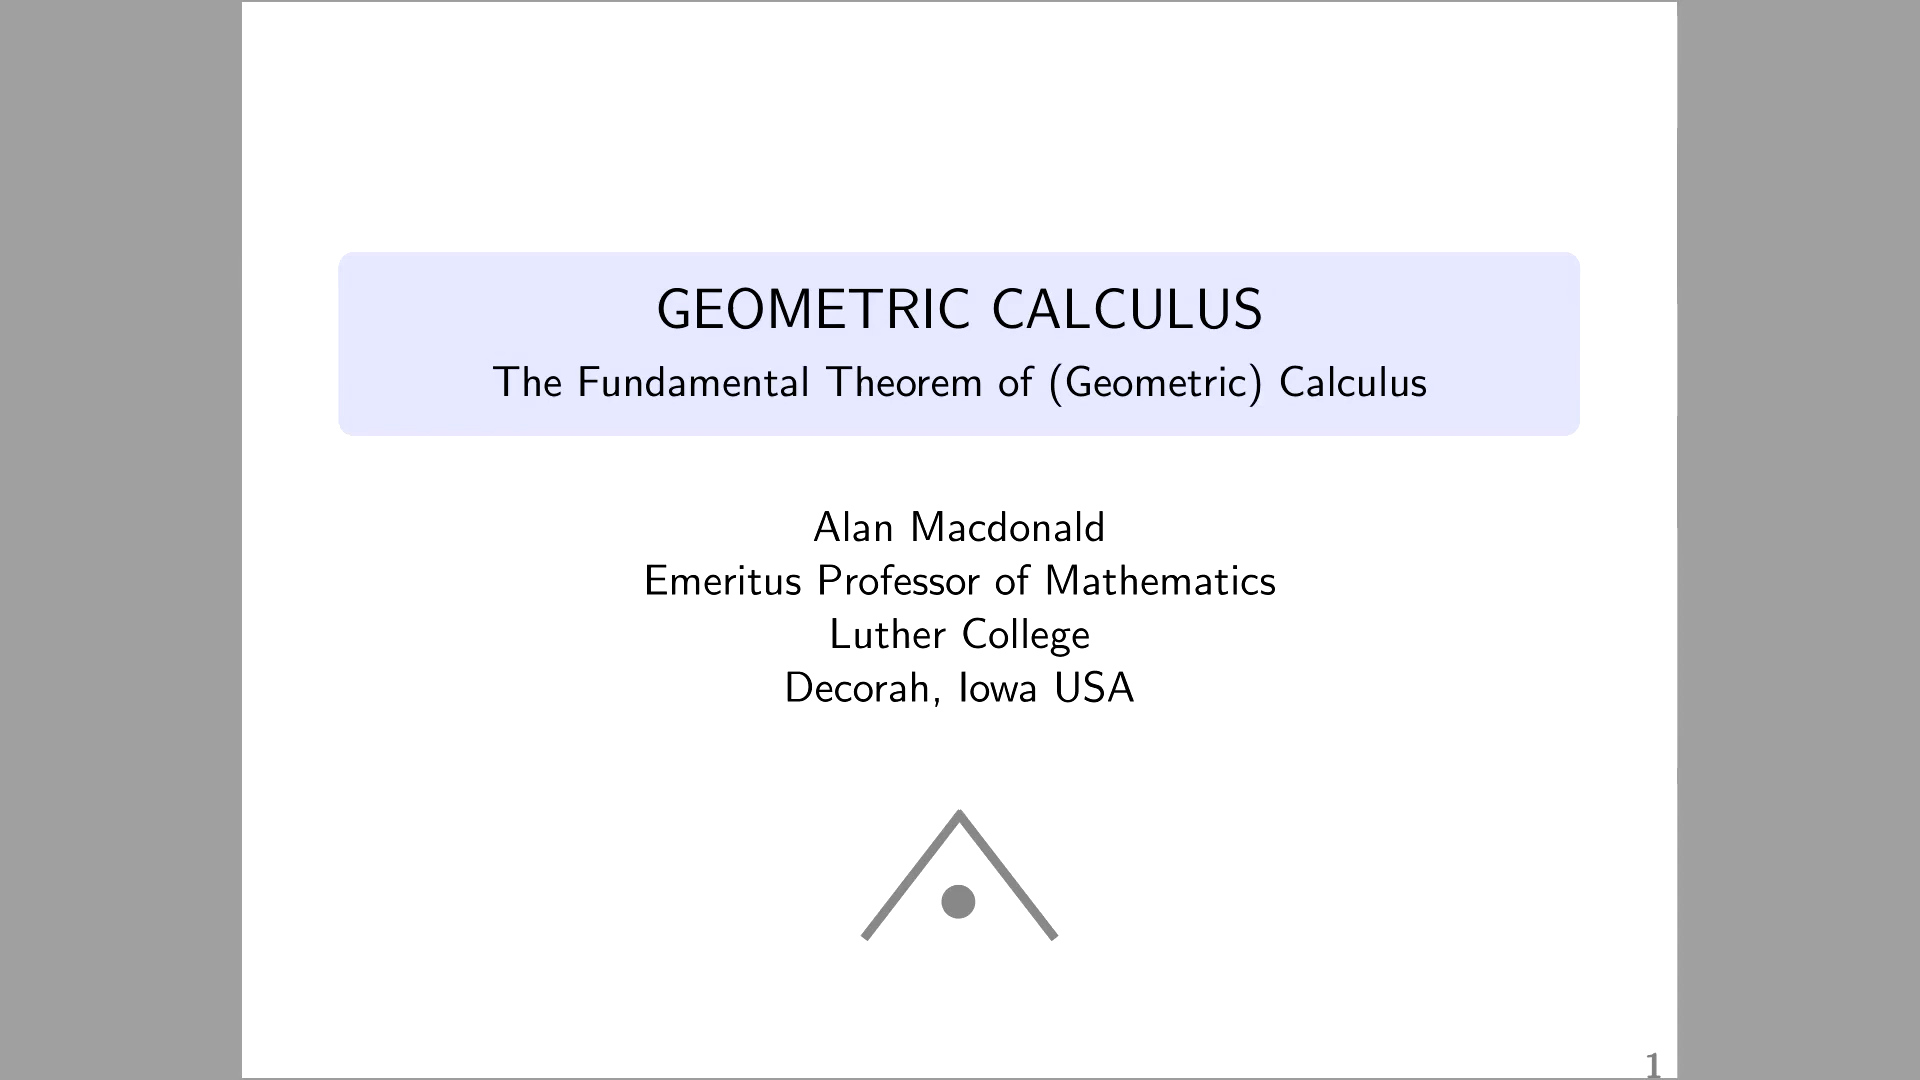 GEOMETRIC CALCULUS
The Fundamental Theorem of (Geometric) Calculus
Alan Macdonald
Emeritus Professor of Mathematics
Luther College
Decorah, Iowa USA
1